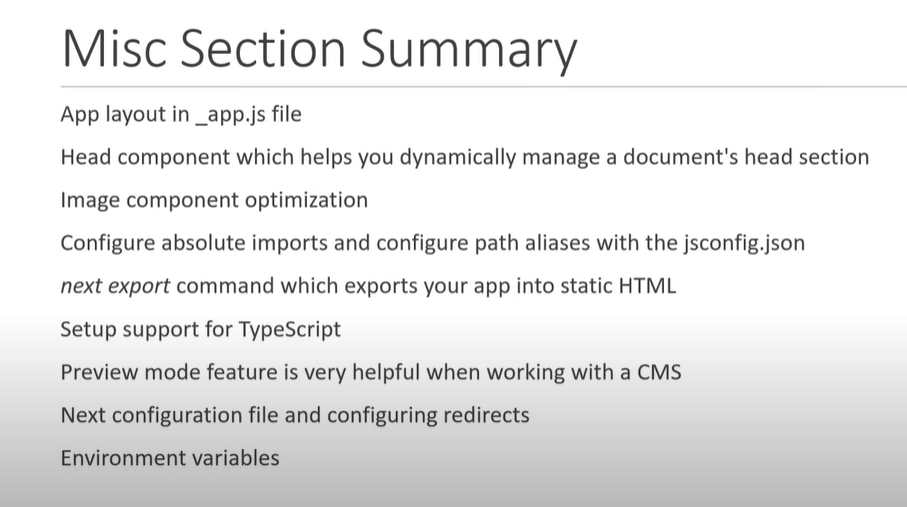 Misc Section Summary
App layout in _app.js file
Head component which helps you dynamically manage a document's head section
Image component optimization
Configure absolute imports and configure path aliases with the jsconfig.json
next export command which exports your app into static HTML
Setup support for TypeScript
Preview mode feature is very helpful when working with a CMS
Next configuration file and configuring redirects
Environment variables